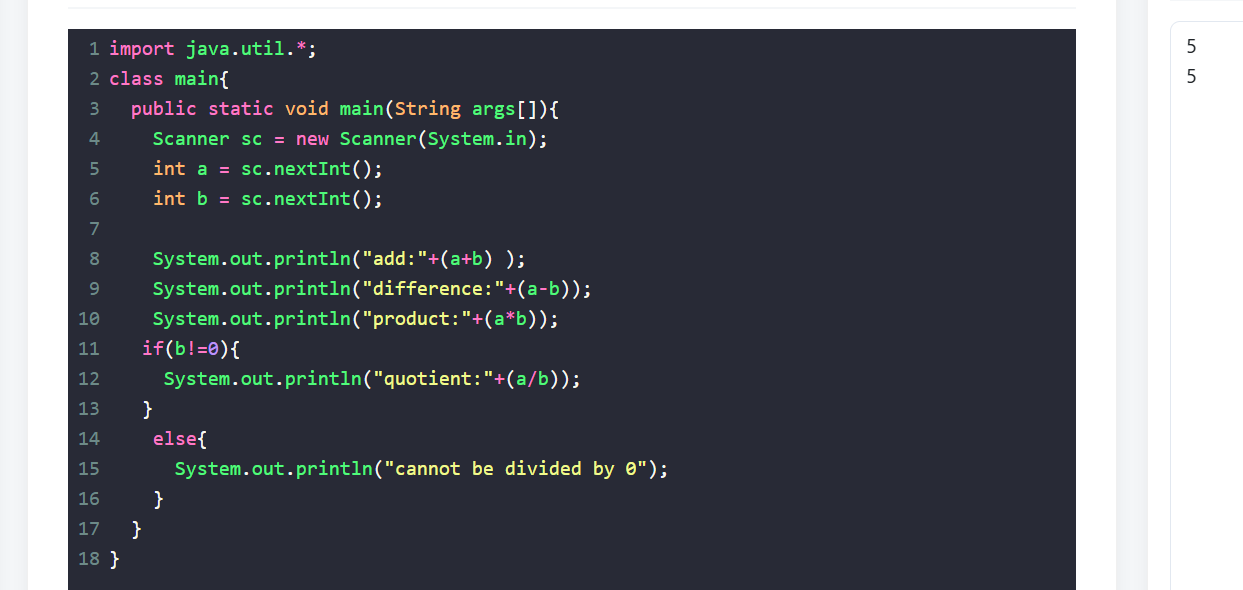 1 import java.util.*;
2 class main{
3   public static void main(String args[]){
4     Scanner sc = new Scanner(System.in);
5     int a = sc.nextInt();
6     int b = sc.nextInt();
7
8     System.out.println("add:"+(a+b) );
9     System.out.println("difference:"+(a-b));
10     System.out.println("product:"+(a*b));
11    if(b!=0){
12      System.out.println("quotient:"+(a/b));
13    }
14     else{
15       System.out.println("cannot be divided by 0");
16     }
17   }
18 }
5
5